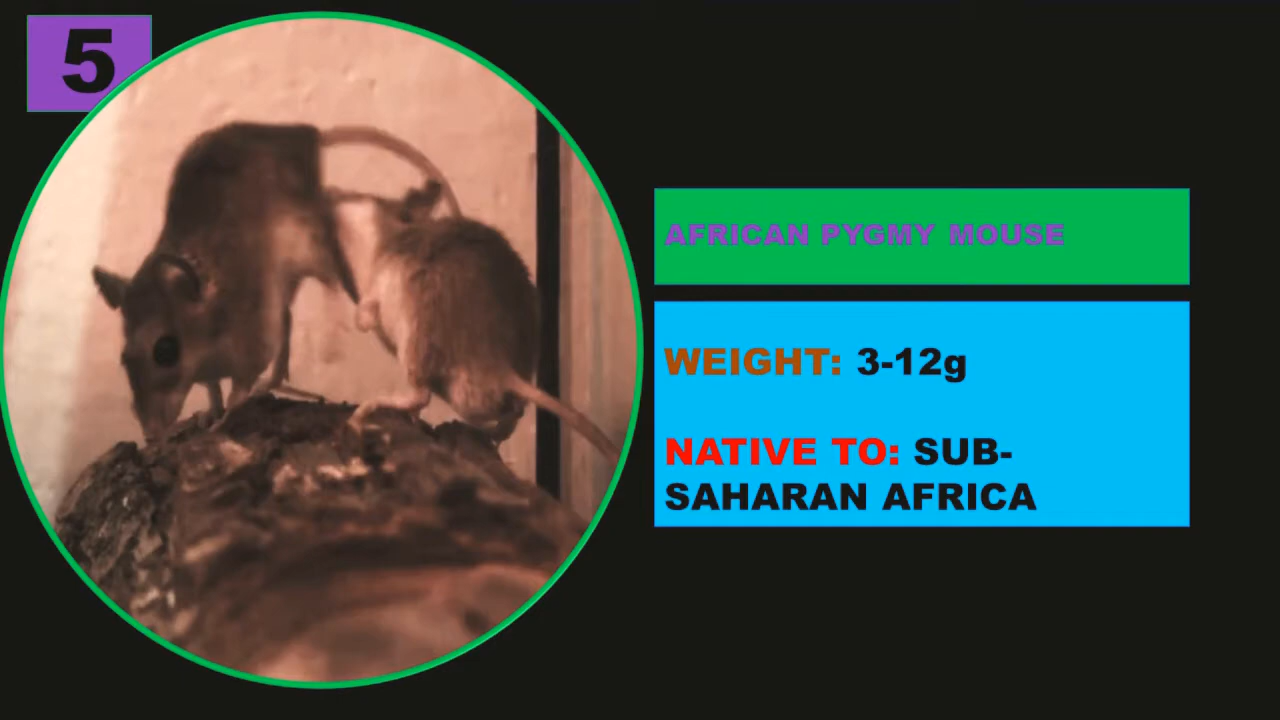 5
AFRICAN PYGMY MOUSE
WEIGHT: 3-12g
NATIVE TO: SUB-
SAHARAN AFRICA